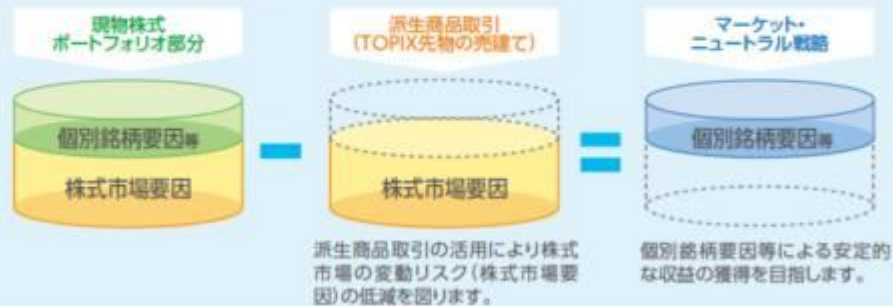 現物株式
ポートフォリオ部分
派生商品取引
(TOPIX先物の売建て)
マーケット・
ニュートラル戦略
個別銘柄要因等
株式市場要因
株式市場要因
個別銘柄要因等
派生商品取引の活用により株式
市場の変動リスク(株式市場要
因)の低減を図ります。
個別銘柄要因等による安定的
な収益の獲得を目指します。